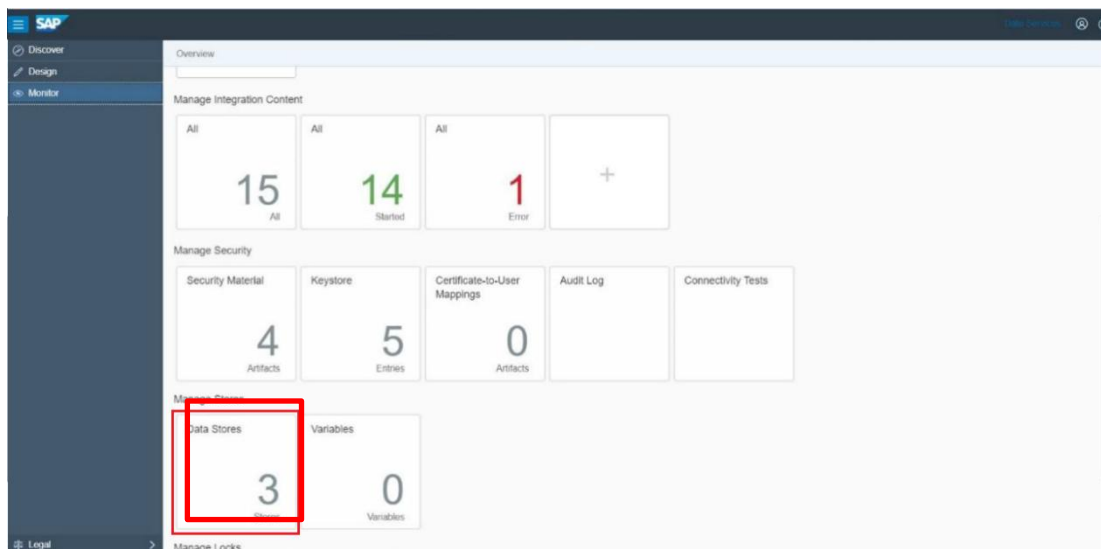 SAP
Discover
Design
Monitor
Overview
Manage Integration Content
All
15
All
All
14
Started
All
1
Error
+
Manage Security
Security Material
4
Artifacts
Keystore
5
Entries
Certificate-to-User
Mappings
0
Artifacts
Audit Log
Connectivity Tests
Manage Stores
Data Stores
3
Stores
Variables
0
Variables
Manage Locks
Legal